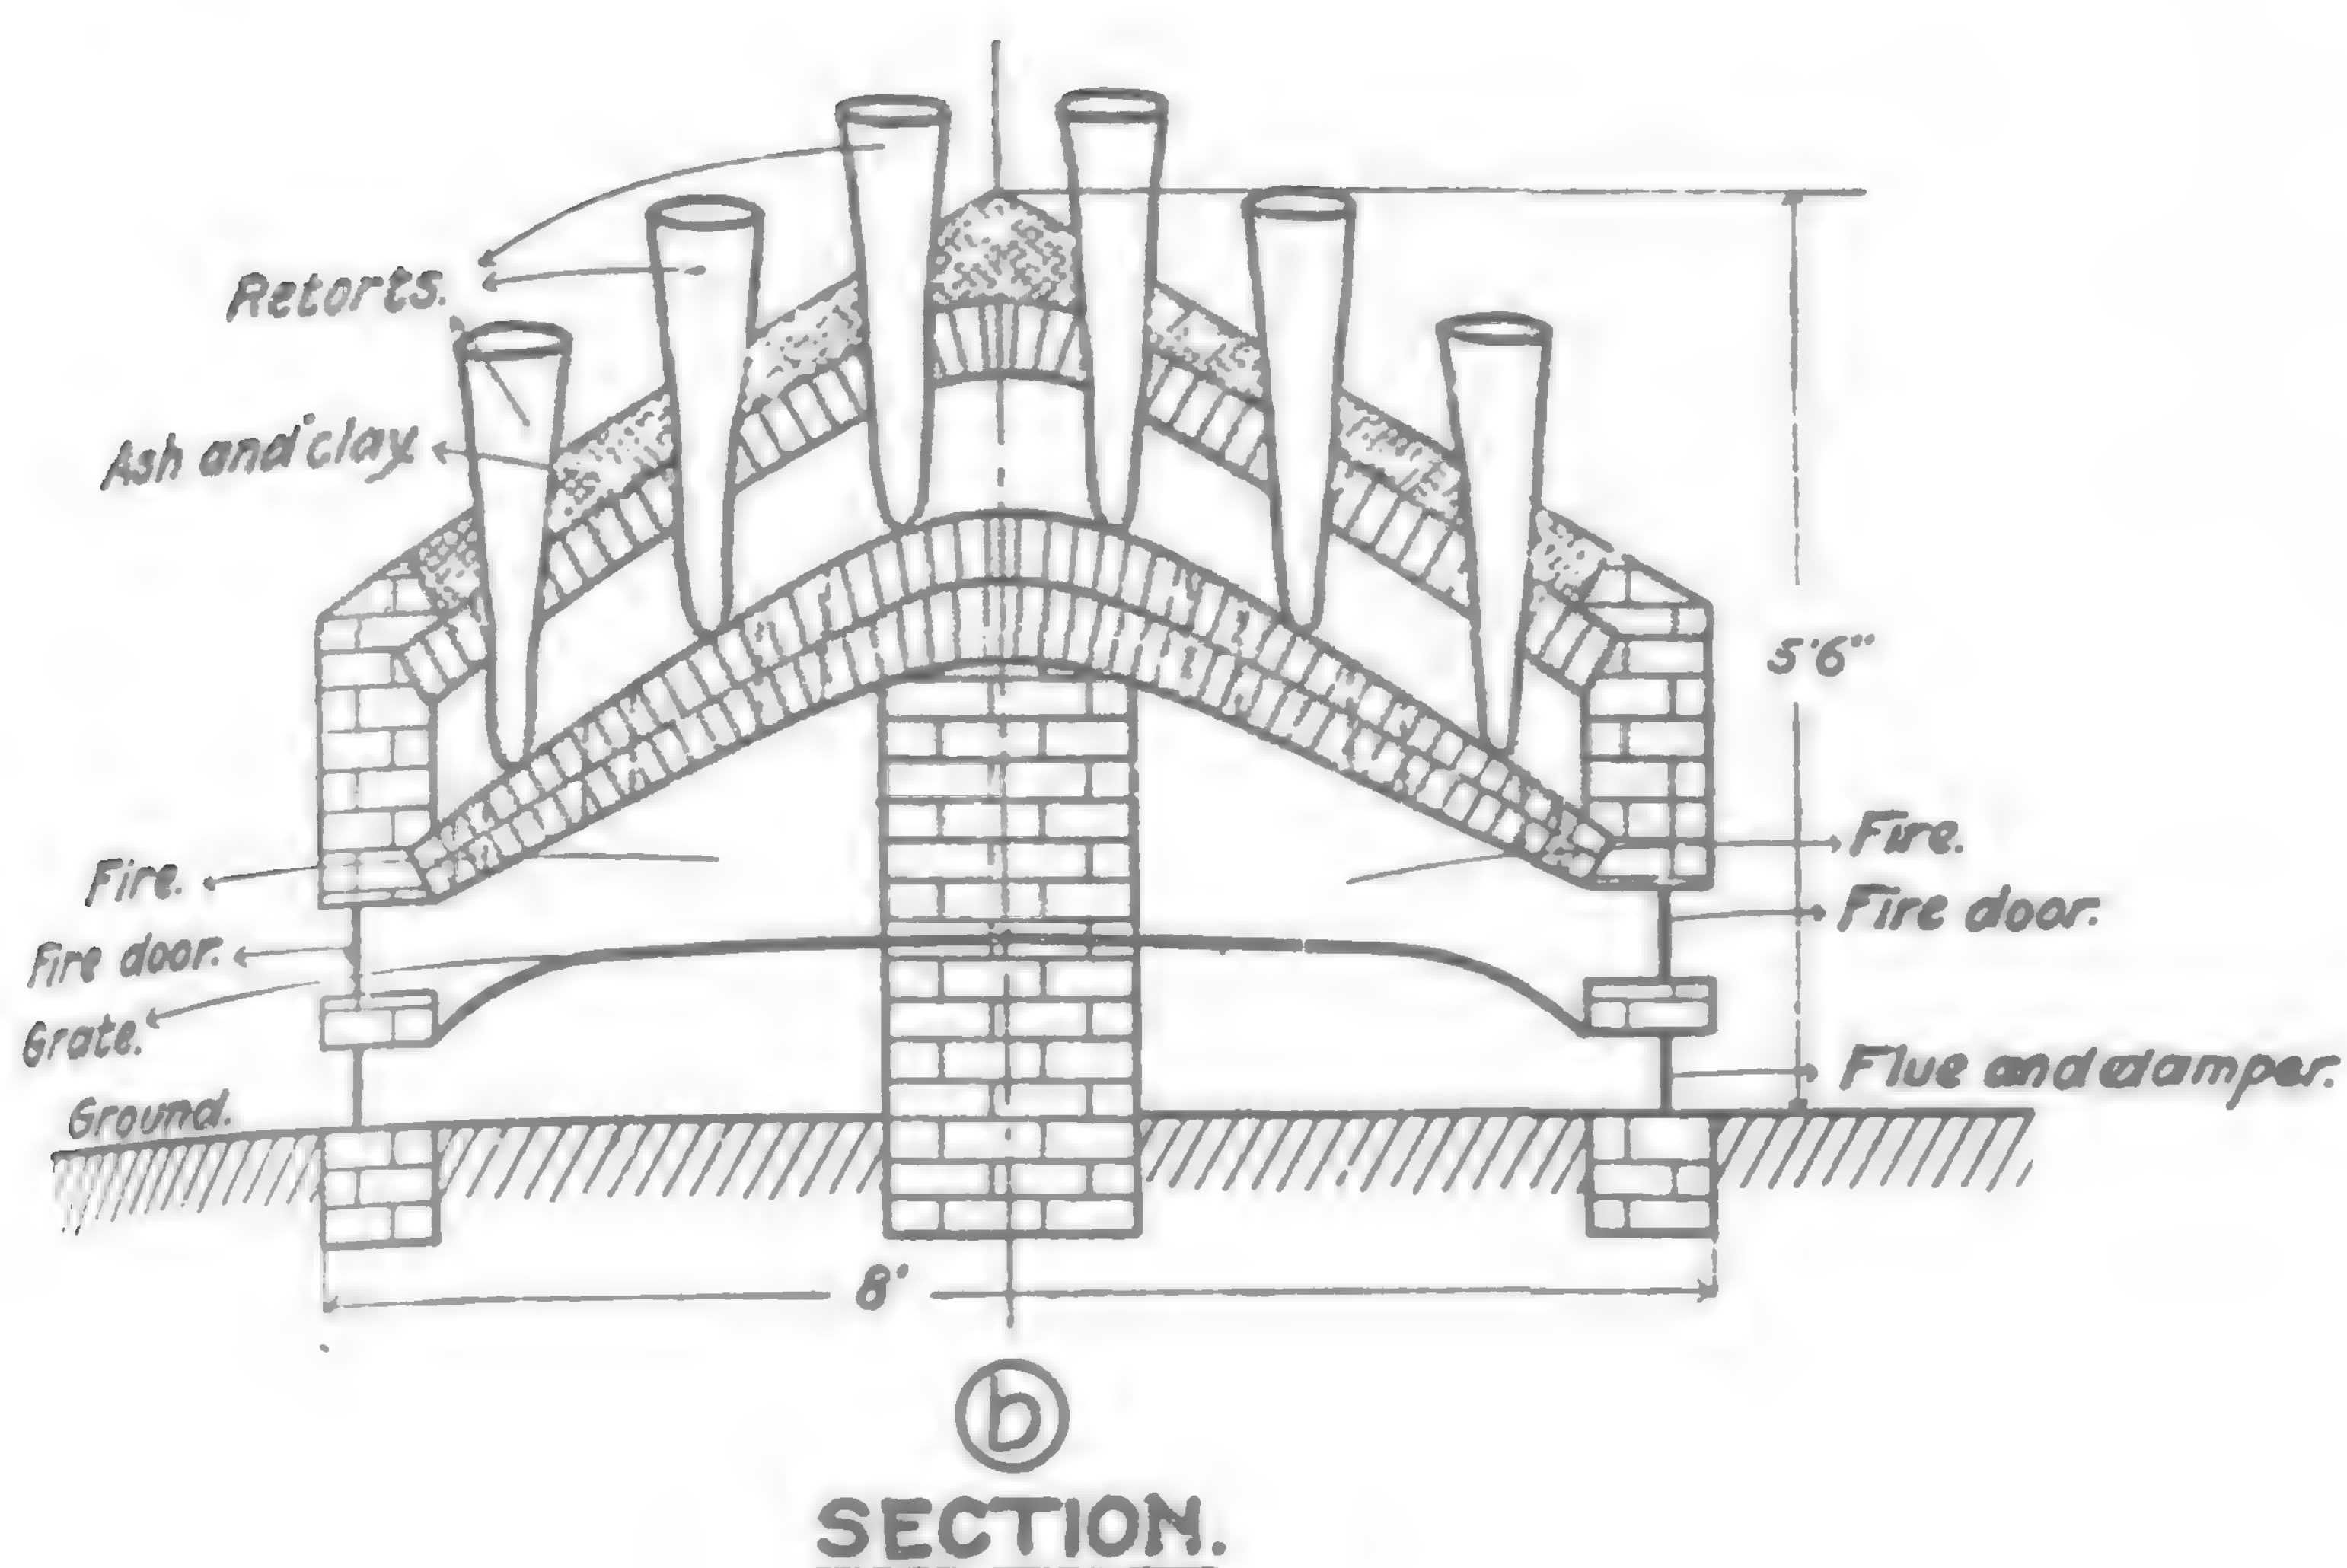 Retorts.
Ash and clay
5'6"
Fire.
Fire.
Fire door.
Fire door.
Grate.
Flue and damper.
Ground.
8'
b
SECTION.